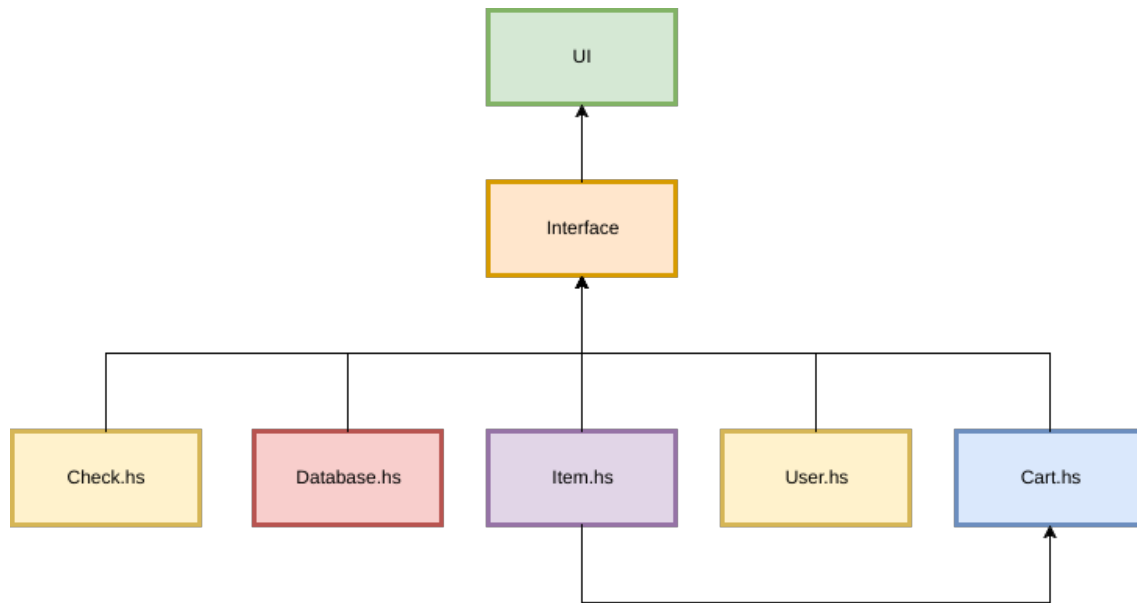 UI
Interface
Check.hs
Database.hs
Item.hs
User.hs
Cart.hs